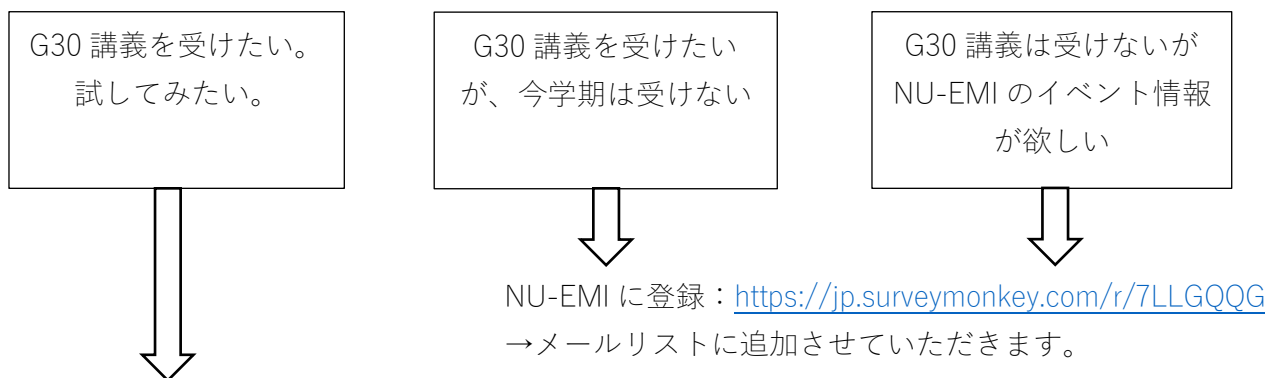 G30 講義を受けたい。
試してみたい。
G30 講義を受けたい
が、今学期は受けない
G30 講義は受けないが
NU-EMI のイベント情報
が欲しい
NU-EMI に登録：https://jp.surveymonkey.com/r/7LLGQQG
→メールリストに追加させていただきます。